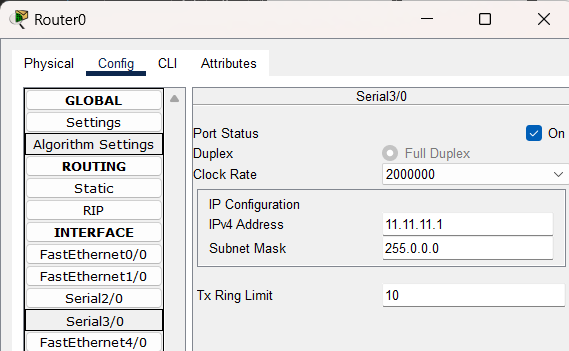 Router0
Physical Config CLI Attributes
GLOBAL
Settings
Algorithm Settings
ROUTING
Static
RIP
INTERFACE
FastEthernet0/0
FastEthernet1/0
Serial2/0
Serial3/0
FastEthernet4/0
Serial3/0
Port Status On
Duplex Full Duplex
Clock Rate 2000000
IP Configuration
IPv4 Address 11.11.11.1
Subnet Mask 255.0.0.0
Tx Ring Limit 10